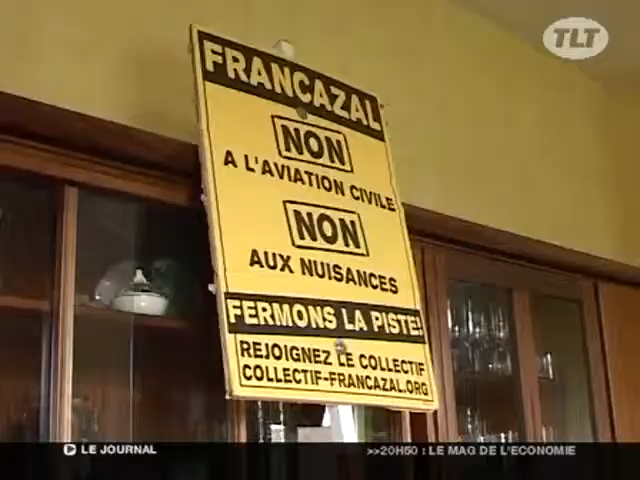 TLT
FRANCAZAL
NON
A L'AVIATION CIVILE
NON
AUX NUISANCES
FERMONS LA PISTE!
REJOIGNEZ LE COLLECTIF
COLLECTIF-FRANCAZAL.ORG
LE JOURNAL
>>20H50 : LE MAG DE L'ECONOMIE